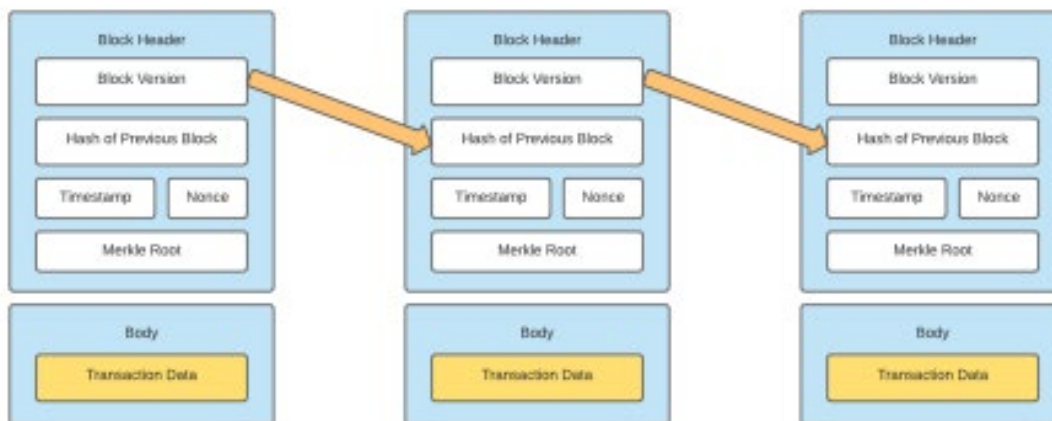 Block Header
Block Version
Hash of Previous Block
Timestamp
Nonce
Merkle Root
Body
Transaction Data
Block Header
Block Version
Hash of Previous Block
Timestamp
Nonce
Merkle Root
Body
Transaction Data
Block Header
Block Version
Hash of Previous Block
Timestamp
Nonce
Merkle Root
Body
Transaction Data